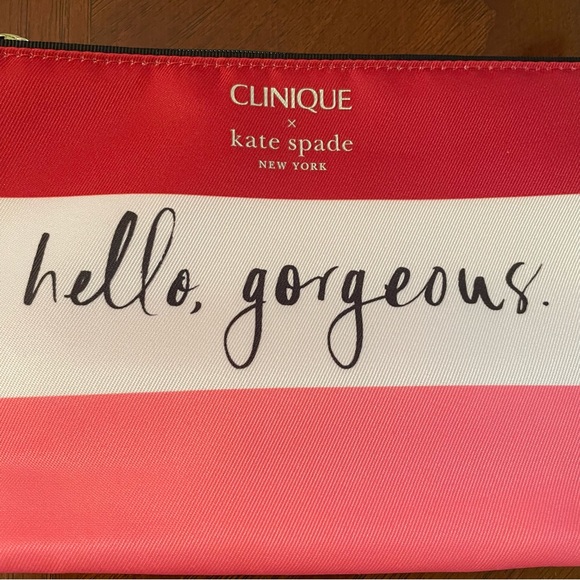 CLINIQUE
×
kate spade
NEW YORK
hello, gorgeous.